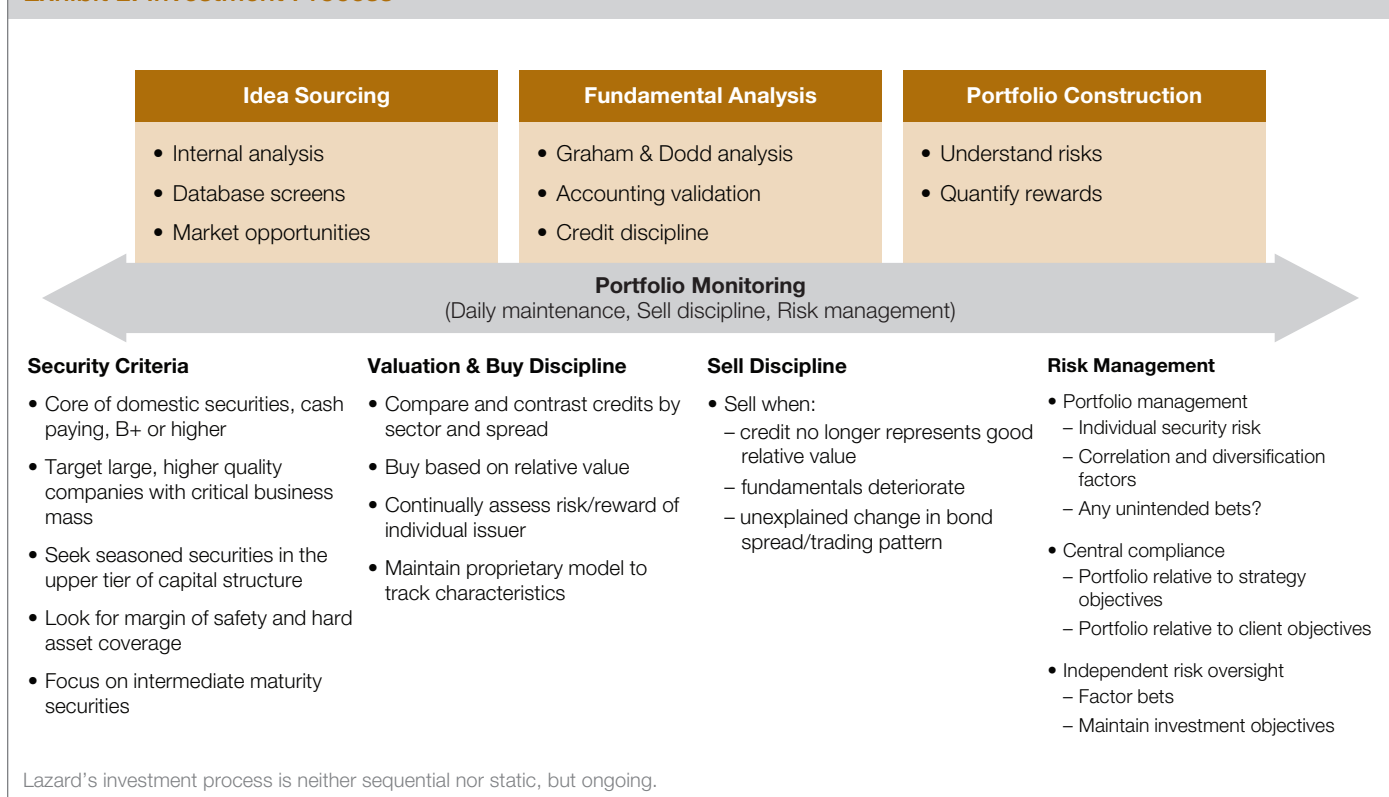 Exhibit 2: Investment Process
Idea Sourcing
• Internal analysis
• Database screens
• Market opportunities
Fundamental Analysis
• Graham & Dodd analysis
• Accounting validation
• Credit discipline
Portfolio Construction
• Understand risks
• Quantify rewards
Portfolio Monitoring
(Daily maintenance, Sell discipline, Risk management)
Security Criteria
• Core of domestic securities, cash
paying, B+ or higher
• Target large, higher quality
companies with critical business
mass
• Seek seasoned securities in the
upper tier of capital structure
• Look for margin of safety and hard
asset coverage
• Focus on intermediate maturity
securities
Valuation & Buy Discipline
• Compare and contrast credits by
sector and spread
• Buy based on relative value
• Continually assess risk/reward of
individual issuer
• Maintain proprietary model to
track characteristics
Sell Discipline
• Sell when:
– credit no longer represents good
relative value
– fundamentals deteriorate
– unexplained change in bond
spread/trading pattern
Risk Management
• Portfolio management
– Individual security risk
– Correlation and diversification
factors
– Any unintended bets?
• Central compliance
– Portfolio relative to strategy
objectives
– Portfolio relative to client objectives
• Independent risk oversight
– Factor bets
– Maintain investment objectives
Lazard's investment process is neither sequential nor static, but ongoing.